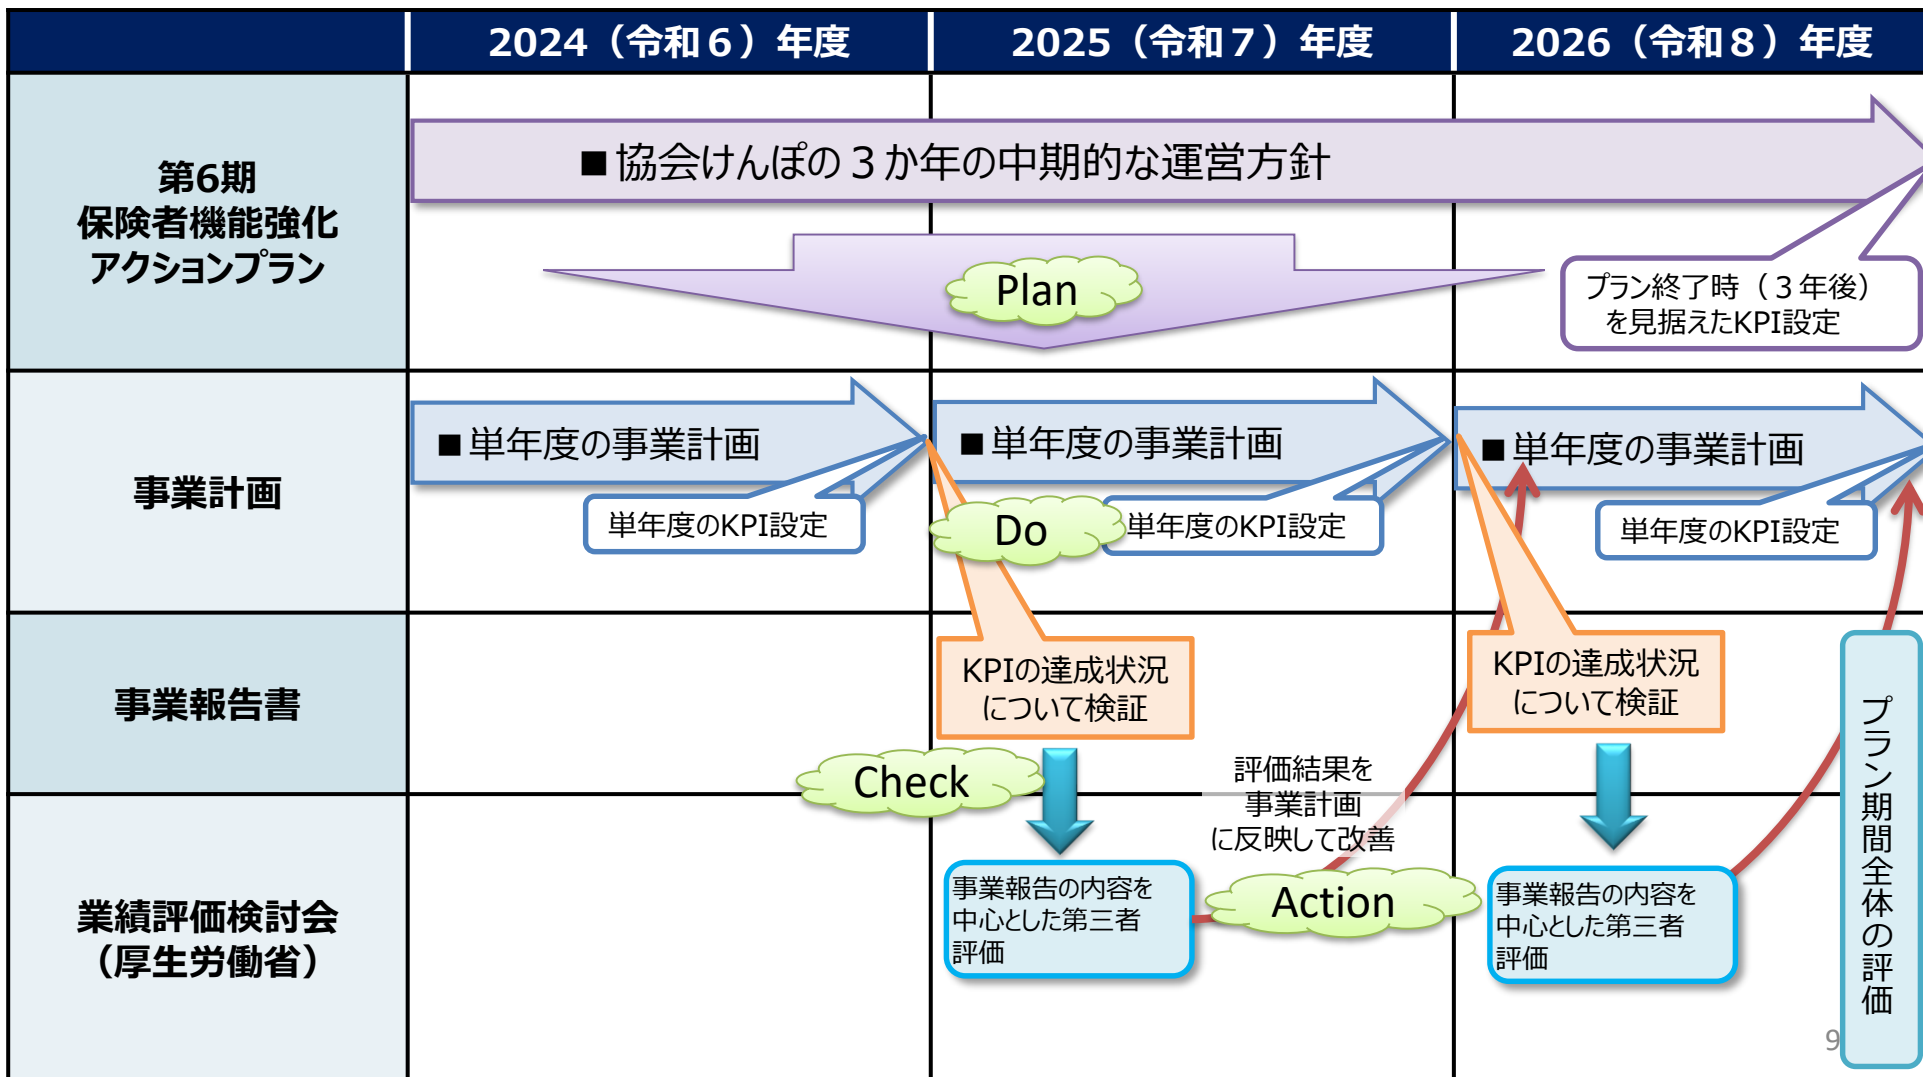 2024（令和６）年度
2025（令和７）年度
2026（令和８）年度
第6期
保険者機能強化
アクションプラン
■協会けんぽの３か年の中期的な運営方針
Plan
プラン終了時（３年後）
を見据えたKPI設定
事業計画
■単年度の事業計画
単年度のKPI設定
■単年度の事業計画
Do
単年度のKPI設定
■単年度の事業計画
単年度のKPI設定
事業報告書
KPIの達成状況
について検証
KPIの達成状況
について検証
Check
評価結果を
事業計画
に反映して改善
業績評価検討会
（厚生労働省）
事業報告の内容を
中心とした第三者
評価
Action
事業報告の内容を
中心とした第三者
評価
プラン期間全体の評価
9